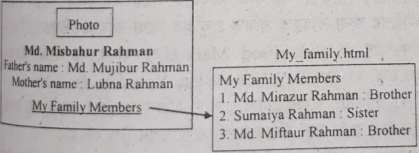 Photo
Md. Misbahur Rahman
Father's name : Md. Mujibur Rahman
Mother's name : Lubna Rahman
My Family Members
My_family.html
My Family Members
1. Md. Mirazur Rahman : Brother
2. Sumaiya Rahman : Sister
3. Md. Miftaur Rahman : Brother